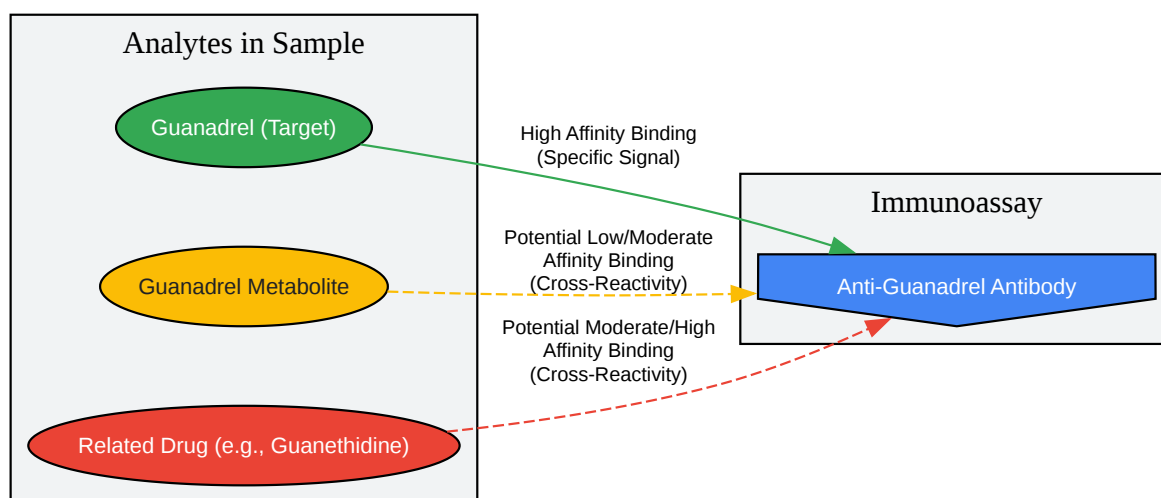 Analytes in Sample
Guanadrel (Target)
High Affinity Binding
(Specific Signal)
Immunoassay
Guanadrel Metabolite
Potential Low/Moderate
Affinity Binding
(Cross-Reactivity)
Anti-Guanadrel Antibody
Potential Moderate/High
Affinity Binding
(Cross-Reactivity)
Related Drug (e.g., Guanethidine)